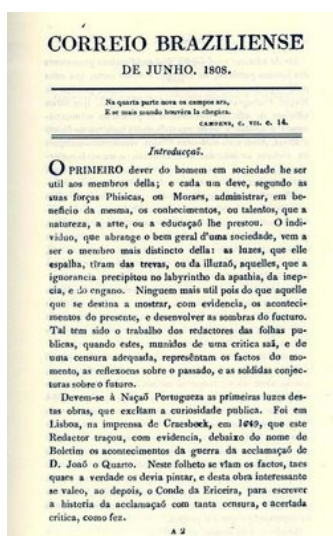 CORREIO BRAZILIENSE
DE JUNHO, 1808.
Na quarta parte nova os campos ara,
E se mais mundo houvéra la chegára.
CAMOENS, C. VII. e. 14.
Introducçaõ.
O PRIMEIRO dever do homem em sociedade he ser
util aos membros della; e cada um deve, segundo as
suas forças Phisicas, ou Moraes, administrar, em be-
neficio da mesma, os conhecimentos, ou talentos, que a
natureza, a arte, ou a educaçaõ lhe prestou. O indi-
viduo, que abrange o bem geral d'uma sociedade, vem a
ser o membro mais distincto della: as luzes, que elle
espalha, tiram das trevas, ou da illuzaõ, aquelles, que a
ignorancia precipitou no labyrintho da apathia, da inep-
cia, e do engano. Ninguem mais util pois do que aquelle
que se destina a mostrar, com evidencia, os aconteci-
mentos do presente, e desenvolver as sombras do fucturo.
Tal tem sido o trabalho dos redactores das folhas pu-
blicas, quando estes, munidos de uma critica saã, e de
uma censura adequada, represêntam os factos do mo-
mento, as reflexoens sobre o passado, e as soldidas conjec-
turas sobre o futuro.
Devem-se à Naçaõ Portugueza as primeiras luzes des-
tas obras, que excitam a curiosidade publica. Foi em
Lisboa, na imprensa de Craesbeck, em 1649, que este
Redactor traçou, com evidencia, debaixo do nome de
Boletim os acontecimentos da guerra da acclamaçaõ de
D. Joaõ o Quarto. Neste folheto se viam os factos, taes
quaes a verdade os devia pintar, e desta obra interessante
se valeo, ao depois, o Conde da Ericeira, para escrever
a historia da acclamaçaõ com tanta censura, e acertada
critica, como fez.
A 2